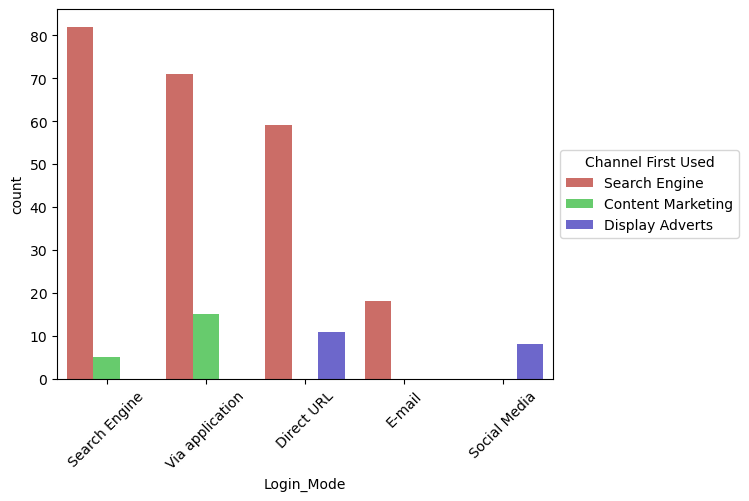 80
70
60
50
40
30
20
10
0
count
Search Engine
Via application
Direct URL
E-mail
Social Media
Login_Mode
Channel First Used
Search Engine
Content Marketing
Display Adverts